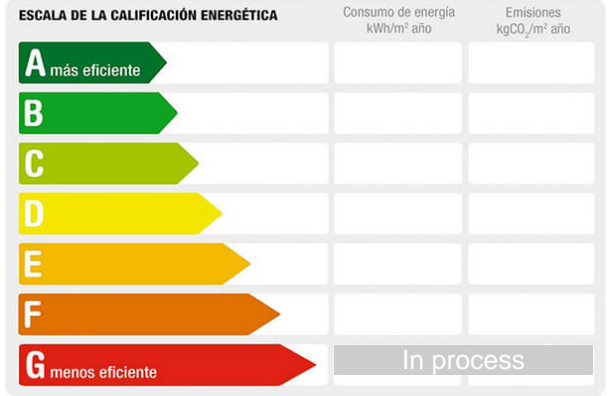 ESCALA DE LA CALIFICACIÓN ENERGÉTICA
Consumo de energía
kWh/m² año
Emisiones
kgCO₂/m² año
A más eficiente
B
C
D
E
F
G menos eficiente
In process